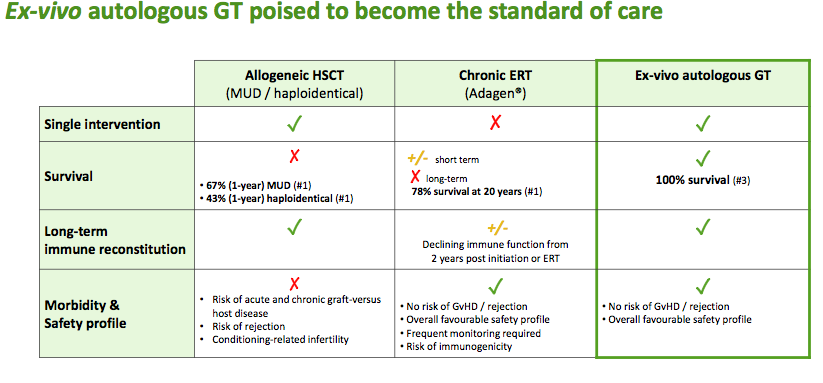 Ex-vivo autologous GT poised to become the standard of care
Allogeneic HSCT
(MUD / haploidentical)
Chronic ERT
(Adagen®)
Ex-vivo autologous GT
Single intervention
✓
✗
✓
Survival
✗
• 67% (1-year) MUD (#1)
• 43% (1-year) haploidentical (#1)
+/- short term
✗ long-term
78% survival at 20 years (#1)
✓
100% survival (#3)
Long-term
immune reconstitution
✓
+/-
Declining immune function from
2 years post initiation or ERT
✓
Morbidity &
Safety profile
✗
• Risk of acute and chronic graft-versus
host disease
• Risk of rejection
• Conditioning-related infertility
✓
• No risk of GvHD / rejection
• Overall favourable safety profile
• Frequent monitoring required
• Risk of immunogenicity
✓
• No risk of GvHD / rejection
• Overall favourable safety profile